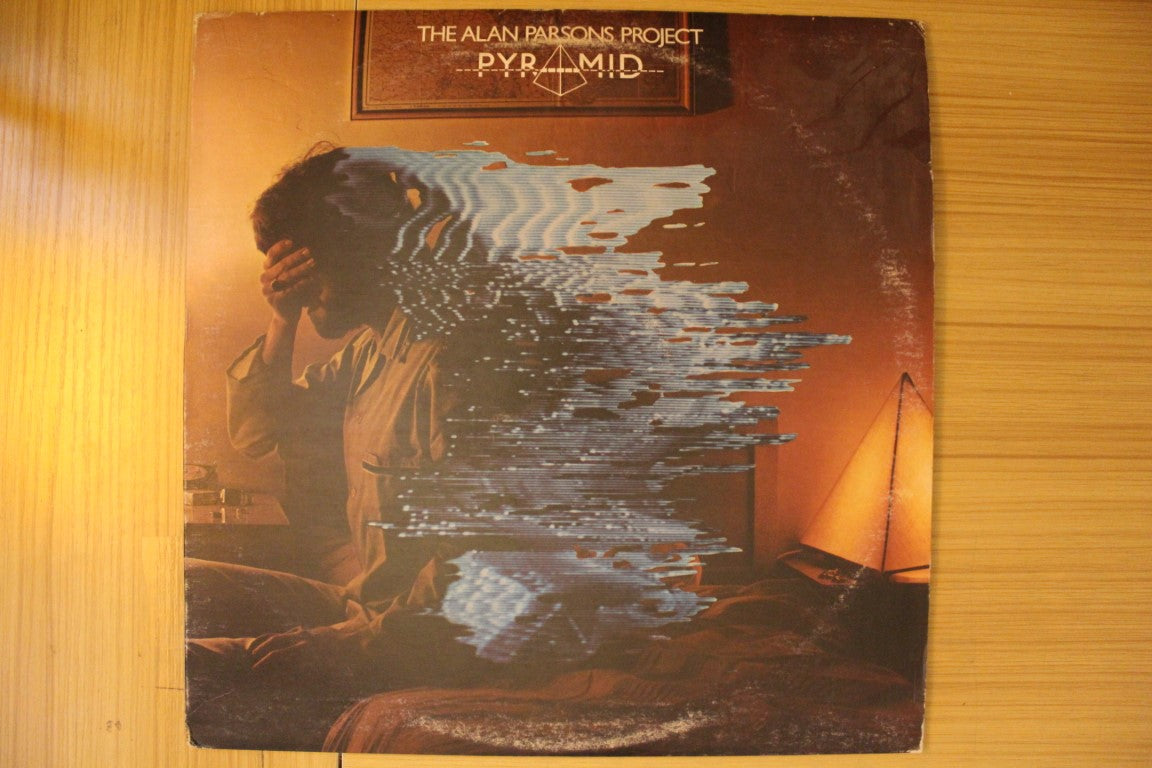 THE ALAN PARSONS PROJECT
PYRAMID